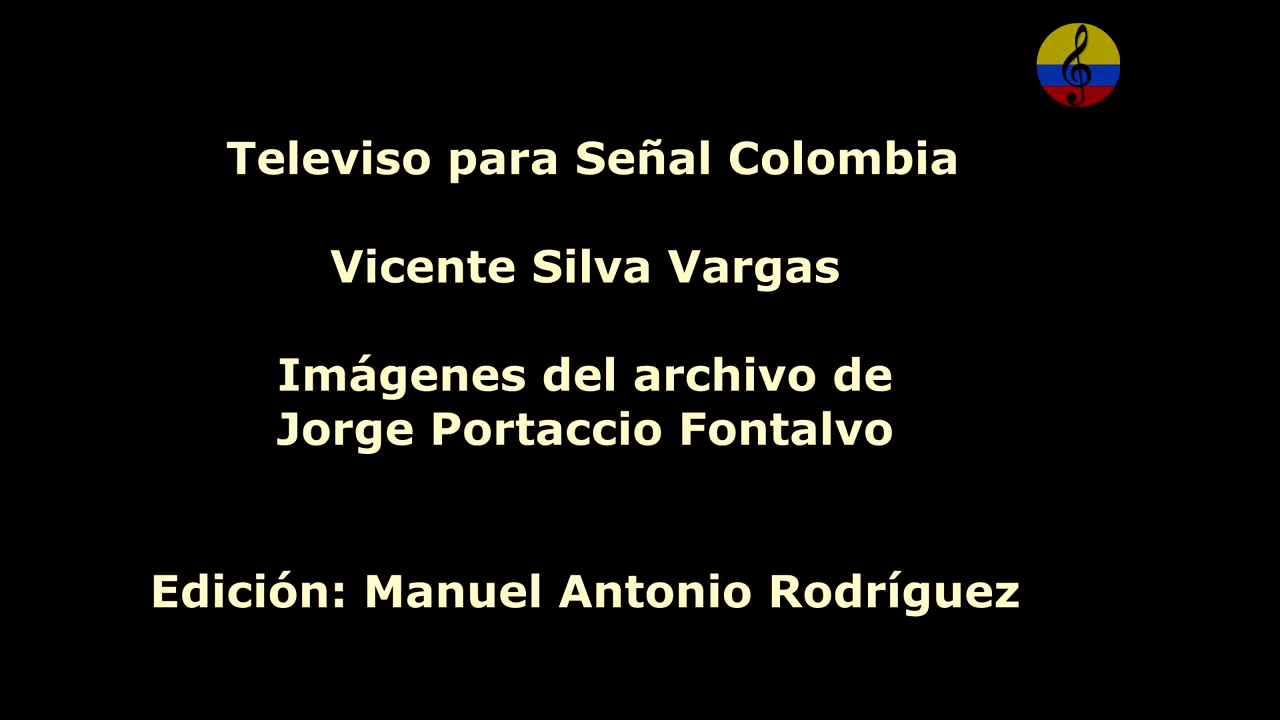 Televiso para Señal Colombia
Vicente Silva Vargas
Imágenes del archivo de
Jorge Portaccio Fontalvo
Edición: Manuel Antonio Rodríguez